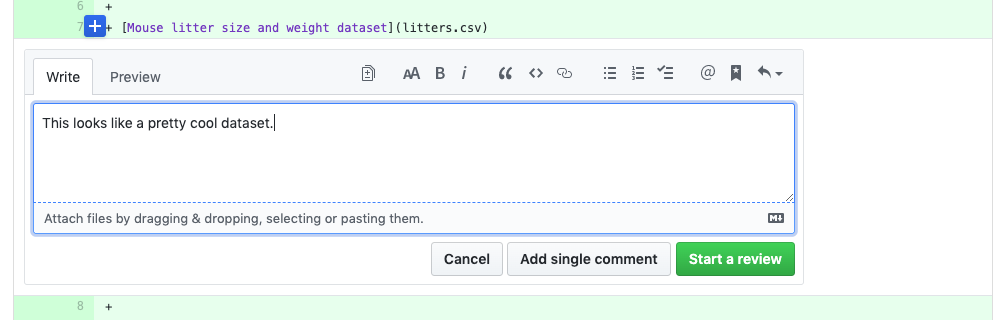 6 +
7 + [Mouse litter size and weight dataset](litters.csv)
Write Preview AA B i @
This looks like a pretty cool dataset.
Attach files by dragging & dropping, selecting or pasting them. M
Cancel Add single comment Start a review
8 +